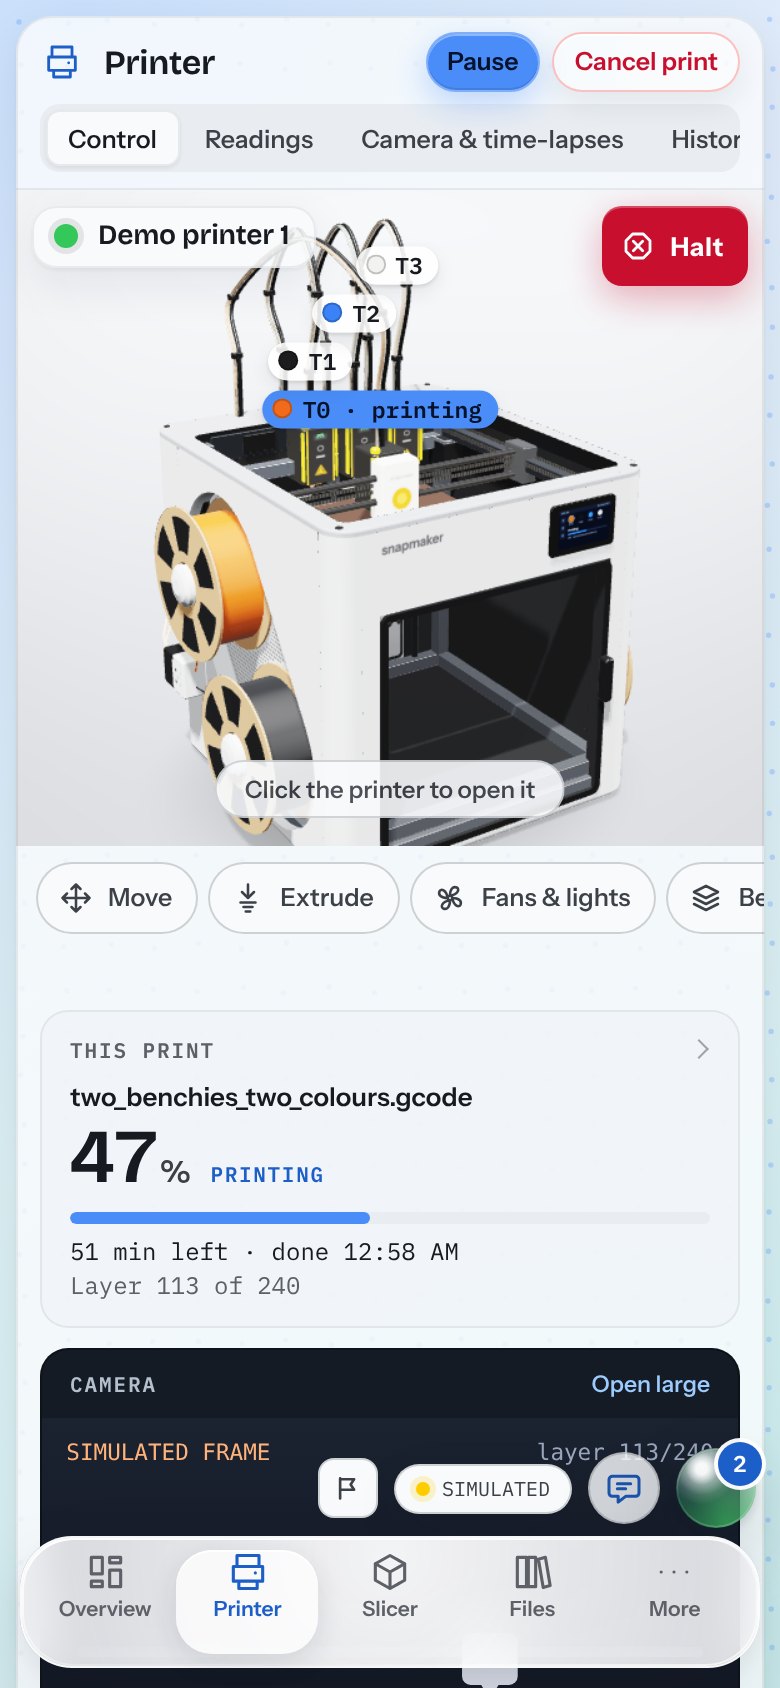 Printer
Pause
Cancel print
Control
Readings
Camera & time-lapses
Histor
Demo printer 1
Halt
T3
T2
T1
T0 · printing
snapmaker
Click the printer to open it
Move
Extrude
Fans & lights
Be
THIS PRINT
two_benchies_two_colours.gcode
47% PRINTING
51 min left · done 12:58 AM
Layer 113 of 240
CAMERA
Open large
SIMULATED FRAME
layer 113/240
2
SIMULATED
Overview
Printer
Slicer
Files
More